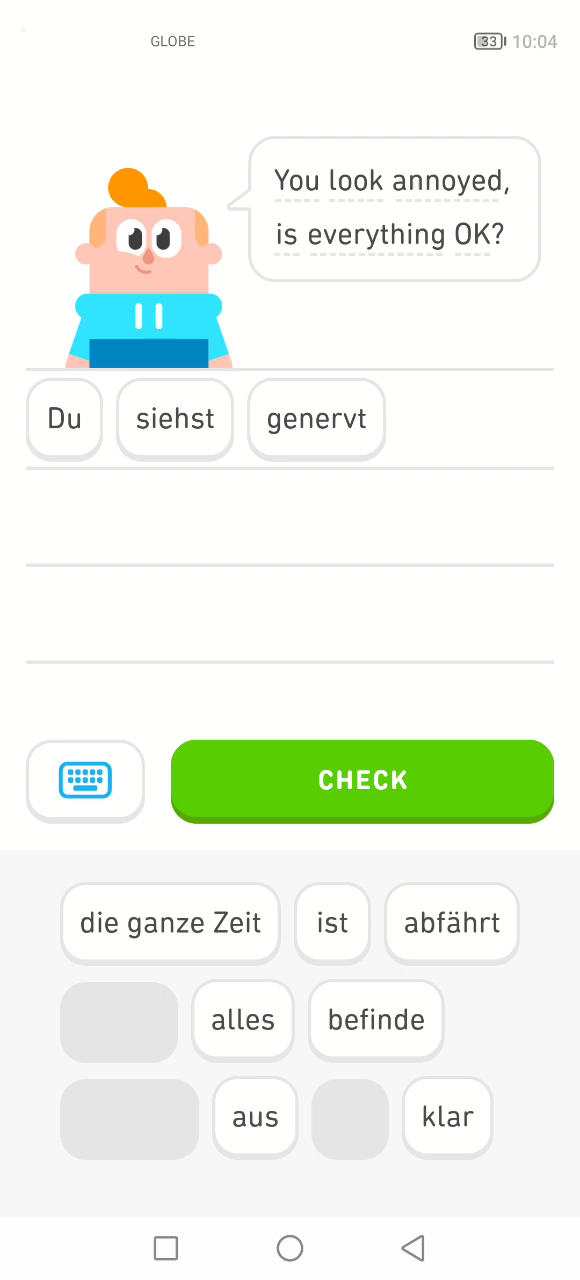 GLOBE 33 10:04
You look annoyed,
is everything OK?
Du siehst genervt
CHECK
die ganze Zeit ist abfährt
alles befinde
aus klar